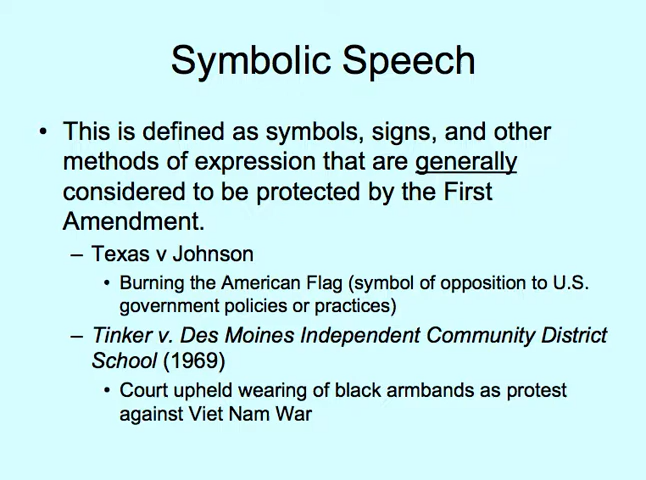 Symbolic Speech
• This is defined as symbols, signs, and other
methods of expression that are generally
considered to be protected by the First
Amendment.
– Texas v Johnson
• Burning the American Flag (symbol of opposition to U.S.
government policies or practices)
– Tinker v. Des Moines Independent Community District
School (1969)
• Court upheld wearing of black armbands as protest
against Viet Nam War